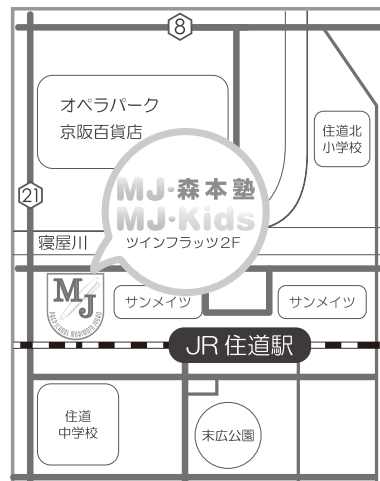 8
オペラパーク
京阪百貨店
住道北
小学校
MJ・森本塾
MJ・Kids
ツインフラッツ2F
21
寝屋川
MJ
サンメイツ
サンメイツ
JR 住道駅
住道
中学校
末広公園